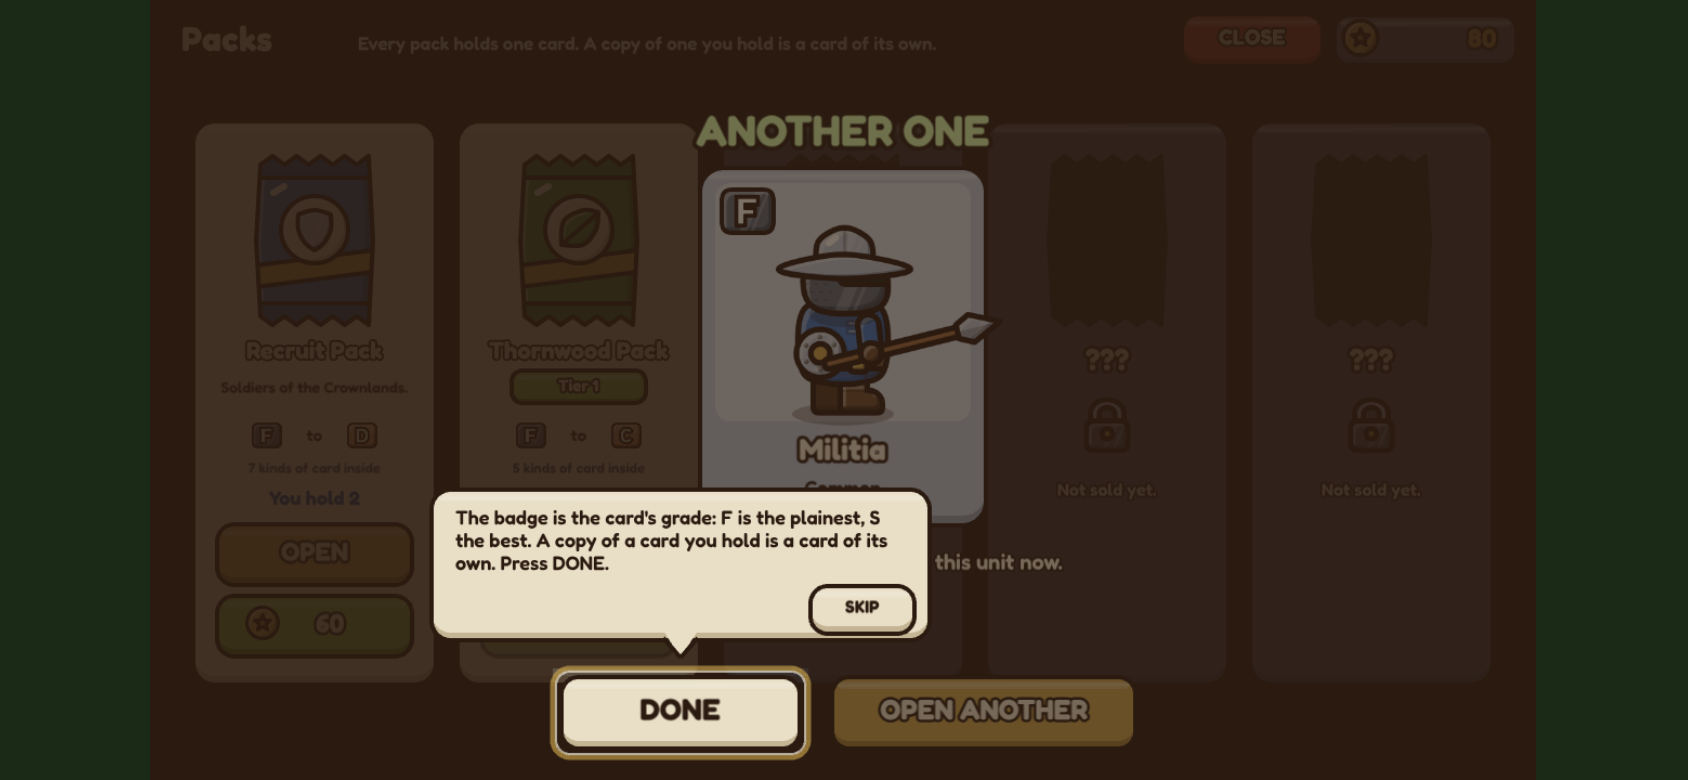 Packs
Every pack holds one card. A copy of one you hold is a card of its own.
CLOSE
80
ANOTHER ONE
F
Militia
Common
Recruit Pack
Soldiers of the Crownlands.
F to D
7 kinds of card inside
You hold 2
OPEN
60
Thornwood Pack
Tier 1
F to C
5 kinds of card inside
???
Not sold yet.
???
Not sold yet.
The badge is the card's grade: F is the plainest, S
the best. A copy of a card you hold is a card of its
own. Press DONE.
SKIP
this unit now.
DONE
OPEN ANOTHER